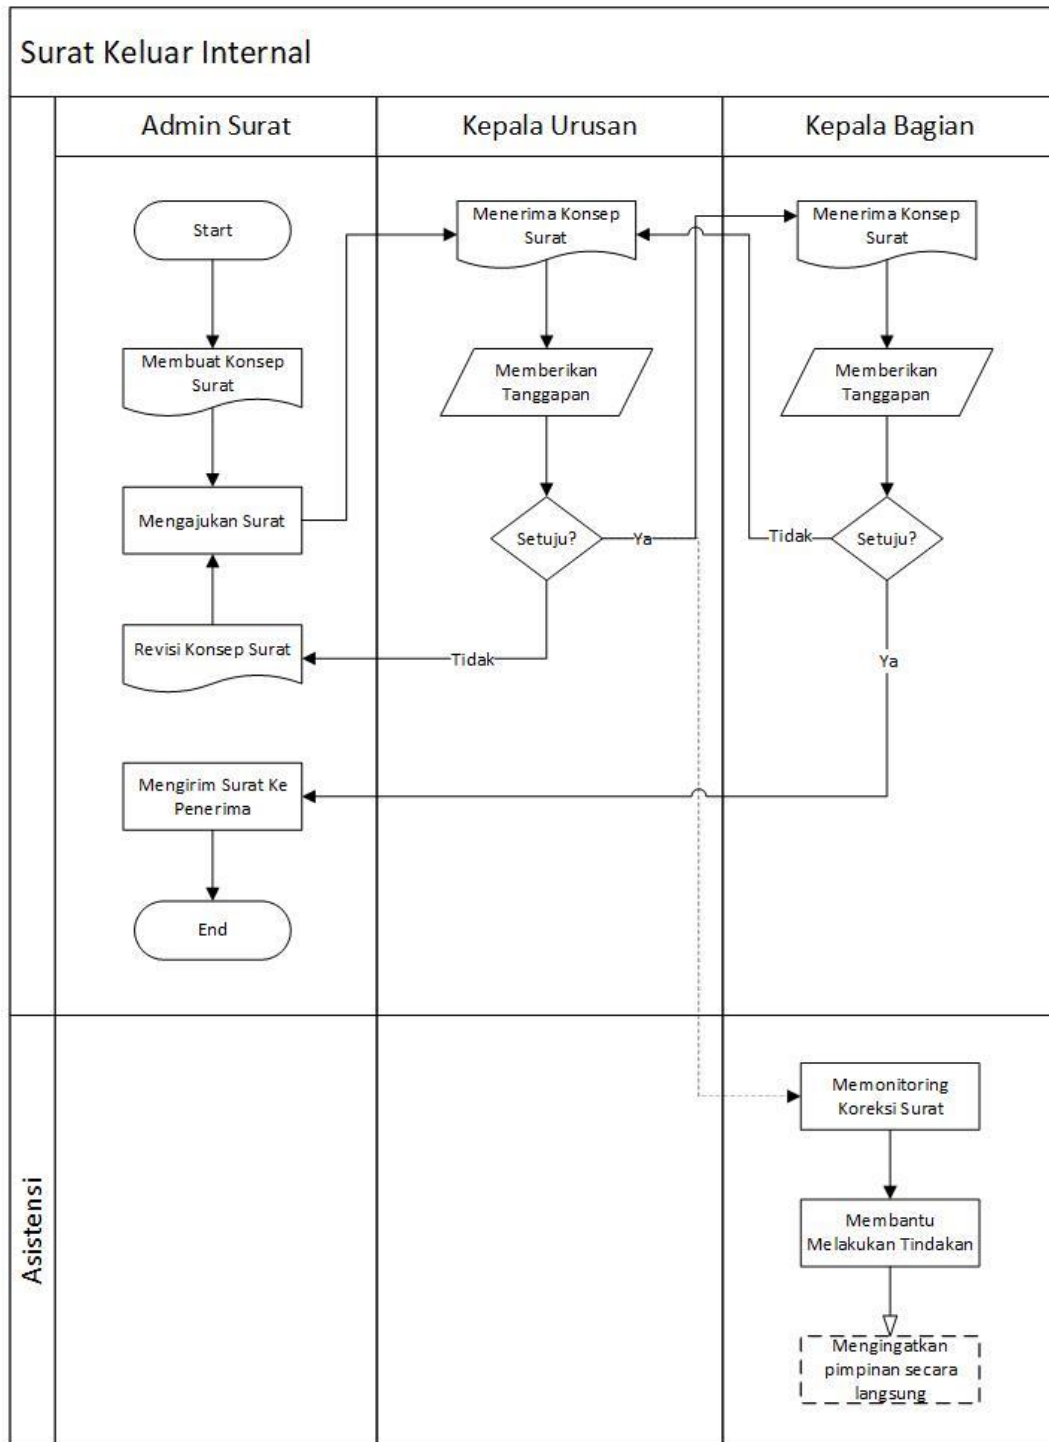 Surat Keluar Internal
Admin Surat
Kepala Urusan
Kepala Bagian
Start
Menerima Konsep
Surat
Menerima Konsep
Surat
Membuat Konsep
Surat
Memberikan
Tanggapan
Memberikan
Tanggapan
Mengajukan Surat
Setuju?
Ya
Tidak
Setuju?
Revisi Konsep Surat
Tidak
Ya
Mengirim Surat Ke
Penerima
End
Asistensi
Memonitoring
Koreksi Surat
Membantu
Melakukan Tindakan
Mengingatkan
pimpinan secara
langsung